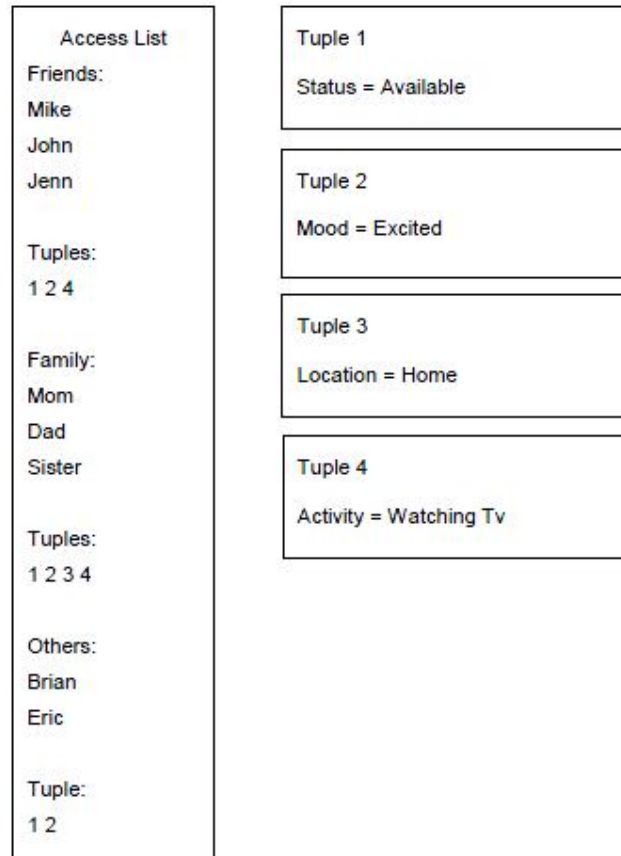 Access List
Friends:
Mike
John
Jenn
Tuples:
1 2 4
Family:
Mom
Dad
Sister
Tuples:
1 2 3 4
Others:
Brian
Eric
Tuple:
1 2
Tuple 1
Status = Available
Tuple 2
Mood = Excited
Tuple 3
Location = Home
Tuple 4
Activity = Watching Tv